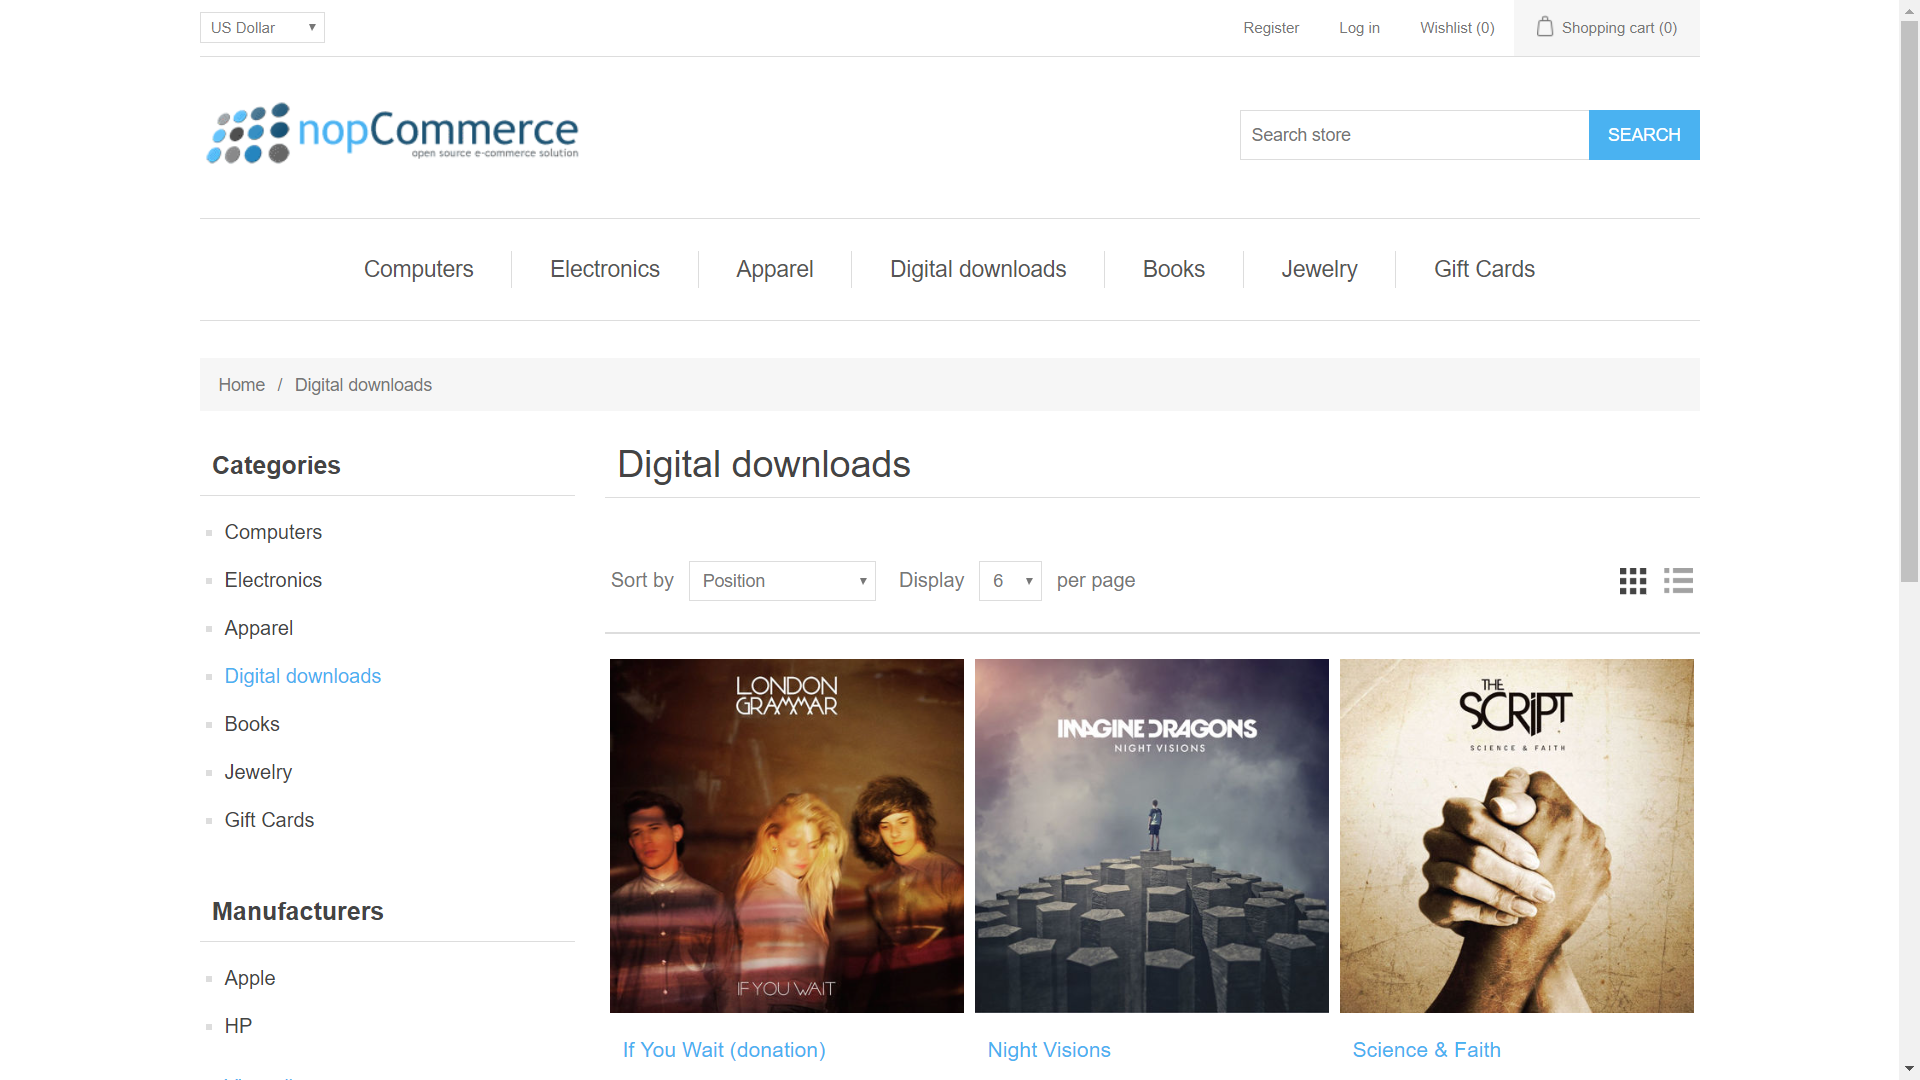 US Dollar
Register
Log in
Wishlist (0)
Shopping cart (0)
nopCommerce
open source e-commerce solution
Search store
SEARCH
Computers
Electronics
Apparel
Digital downloads
Books
Jewelry
Gift Cards
Home / Digital downloads
Categories
Computers
Electronics
Apparel
Digital downloads
Books
Jewelry
Gift Cards
Manufacturers
Apple
HP
Digital downloads
Sort by Position Display 6 per page
LONDON
GRAMMAR
IF YOU WAIT
IMAGINE DRAGONS
NIGHT VISIONS
THE
SCRIPT
SCIENCE & FAITH
If You Wait (donation)
Night Visions
Science & Faith